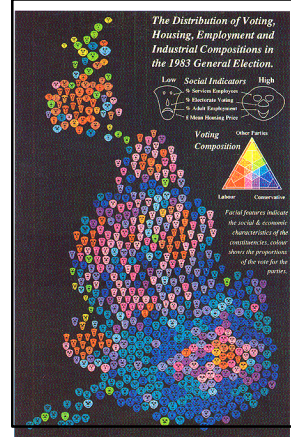 The Distribution of Voting,
Housing, Employment and
Industrial Compositions in
the 1983 General Election.
Low Social Indicators High
% Services Employees
% Electorate Voting
% Adult Employment
£ Mean Housing Price
Voting
Composition
Other Parties
Labour Conservative
Facial features indicate
the social & economic
characteristics of the
constituencies, colour
shows the proportions
of the vote for the
parties.